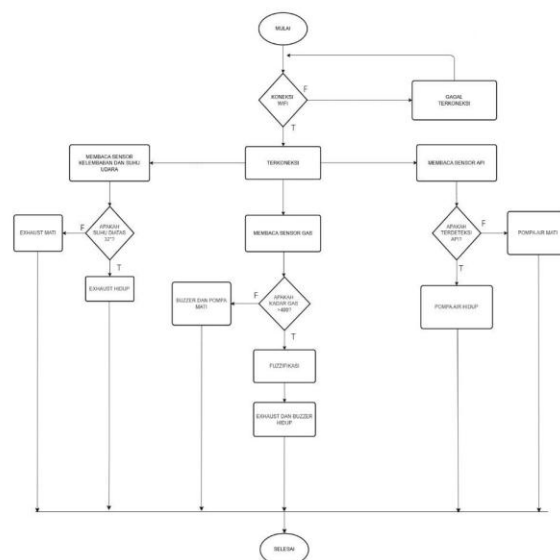 MULAI
KONEKSI
WiFi
F
GAGAL
TERKONEKSI
T
MEMBACA SENSOR
KELEMBABAN DAN SUHU
UDARA
TERKONEKSI
MEMBACA SENSOR API
APAKAH
SUHU DIATAS
32°?
F
EXHAUST MATI
T
EXHAUST HIDUP
MEMBACA SENSOR GAS
APAKAH
TERDETEKSI
API?
F
POMPA AIR MATI
T
POMPA AIR HIDUP
APAKAH
KADAR GAS
F
BUZZER DAN POMPA
MATI
T
FUZZIFIKASI
EXHAUST DAN BUZZER
HIDUP
SELESAI